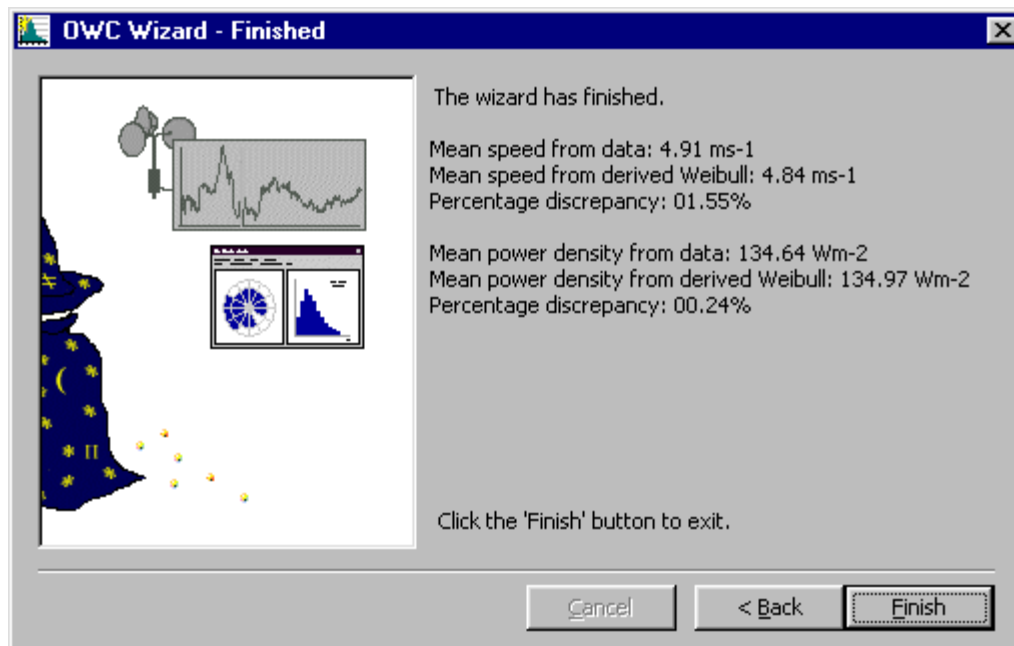 OWC Wizard - Finished
The wizard has finished.
Mean speed from data: 4.91 ms-1
Mean speed from derived Weibull: 4.84 ms-1
Percentage discrepancy: 01.55%
Mean power density from data: 134.64 Wm-2
Mean power density from derived Weibull: 134.97 Wm-2
Percentage discrepancy: 00.24%
Click the 'Finish' button to exit.
Cancel
< Back
Finish